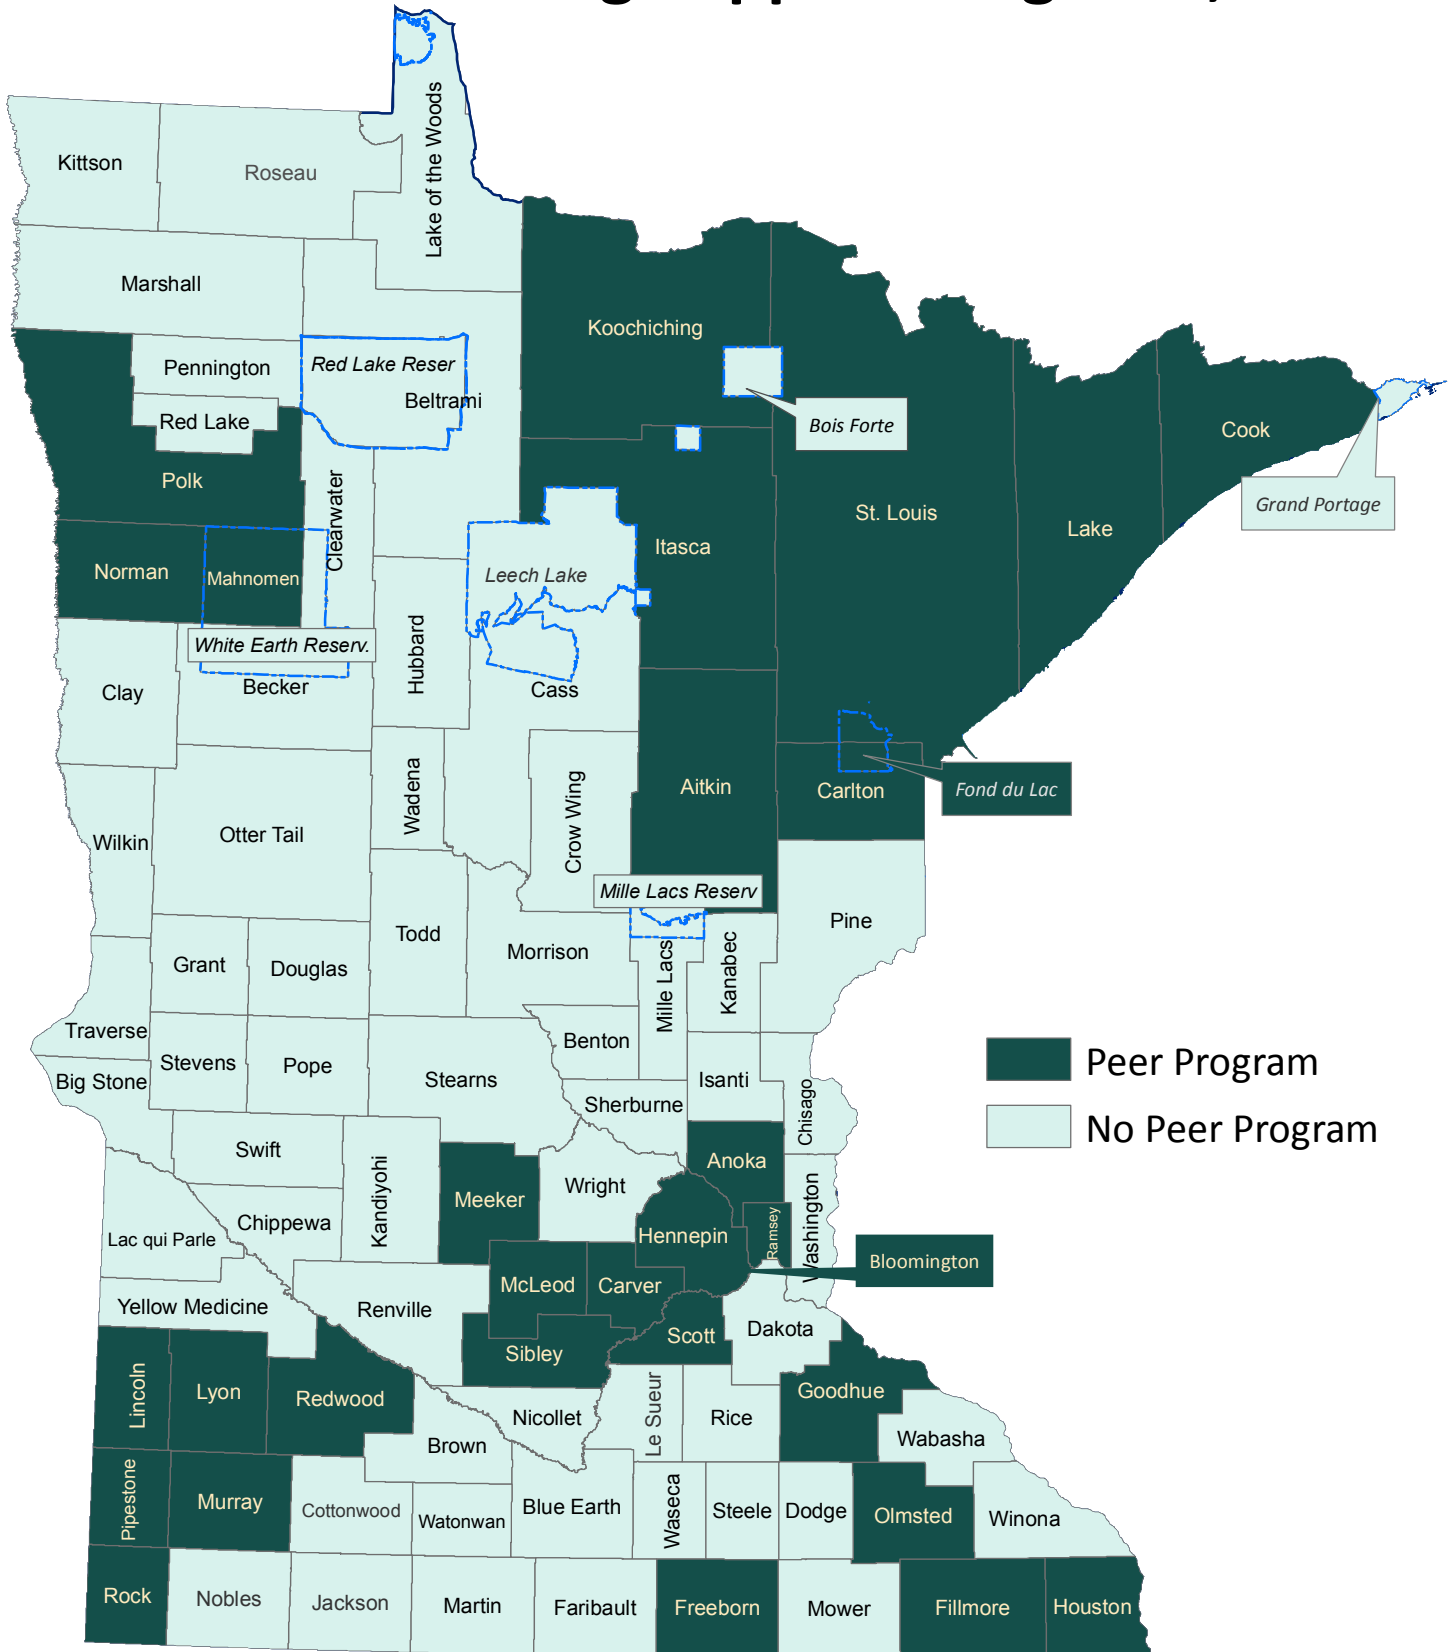 Kittson
Roseau
Lake of the Woods
Marshall
Koochiching
Pennington
Red Lake Reser
Beltrami
Red Lake
Bois Forte
Cook
Polk
Grand Portage
Clearwater
St. Louis
Lake
Itasca
Norman
Mahnomen
Leech Lake
White Earth Reserv.
Hubbard
Clay
Becker
Cass
Aitkin
Carlton
Fond du Lac
Wadena
Crow Wing
Wilkin
Otter Tail
Mille Lacs Reserv
Pine
Todd
Morrison
Grant
Douglas
Mille Lacs
Kanabec
Traverse
Benton
Stevens
Pope
Stearns
Isanti
Big Stone
Sherburne
Chisago
Peer Program
No Peer Program
Swift
Anoka
Kandiyohi
Meeker
Wright
Washington
Chippewa
Lac qui Parle
Hennepin
Ramsey
Bloomington
McLeod
Carver
Yellow Medicine
Renville
Scott
Dakota
Sibley
Lincoln
Lyon
Redwood
Goodhue
Nicollet
Le Sueur
Rice
Wabasha
Brown
Pipestone
Murray
Cottonwood
Watonwan
Blue Earth
Waseca
Steele
Dodge
Olmsted
Winona
Rock
Nobles
Jackson
Martin
Faribault
Freeborn
Mower
Fillmore
Houston